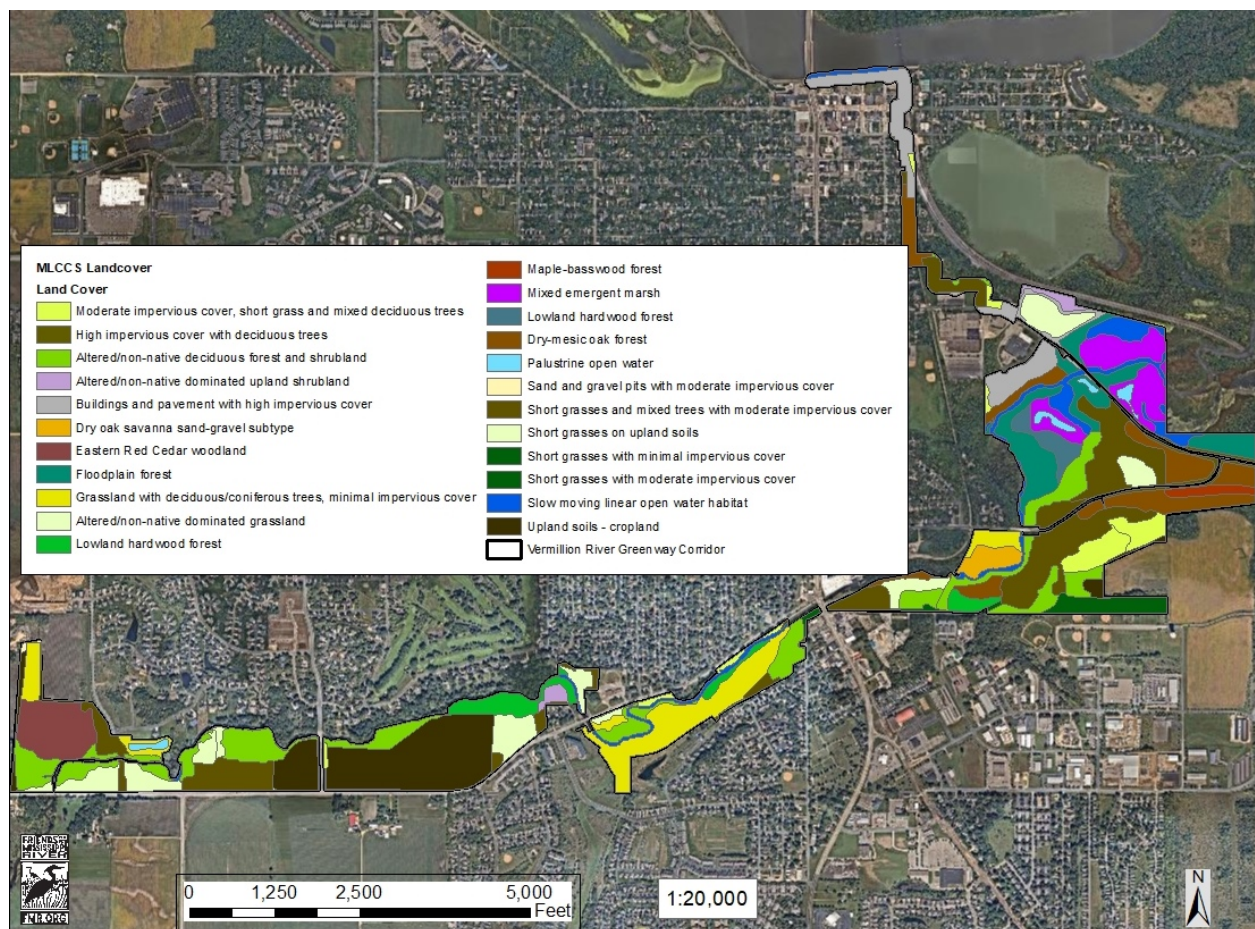 MLCCS Landcover
Land Cover
Moderate impervious cover, short grass and mixed deciduous trees
High impervious cover with deciduous trees
Altered/non-native deciduous forest and shrubland
Altered/non-native dominated upland shrubland
Buildings and pavement with high impervious cover
Dry oak savanna sand-gravel subtype
Eastern Red Cedar woodland
Floodplain forest
Grassland with deciduous/coniferous trees, minimal impervious cover
Altered/non-native dominated grassland
Lowland hardwood forest
Maple-basswood forest
Mixed emergent marsh
Lowland hardwood forest
Dry-mesic oak forest
Palustrine open water
Sand and gravel pits with moderate impervious cover
Short grasses and mixed trees with moderate impervious cover
Short grasses on upland soils
Short grasses with minimal impervious cover
Short grasses with moderate impervious cover
Slow moving linear open water habitat
Upland soils - cropland
Vermillion River Greenway Corridor
FRIENDS OF
MISSISSIPPI
RIVER
FMR.ORG
0 1,250 2,500 5,000
Feet
1:20,000
N